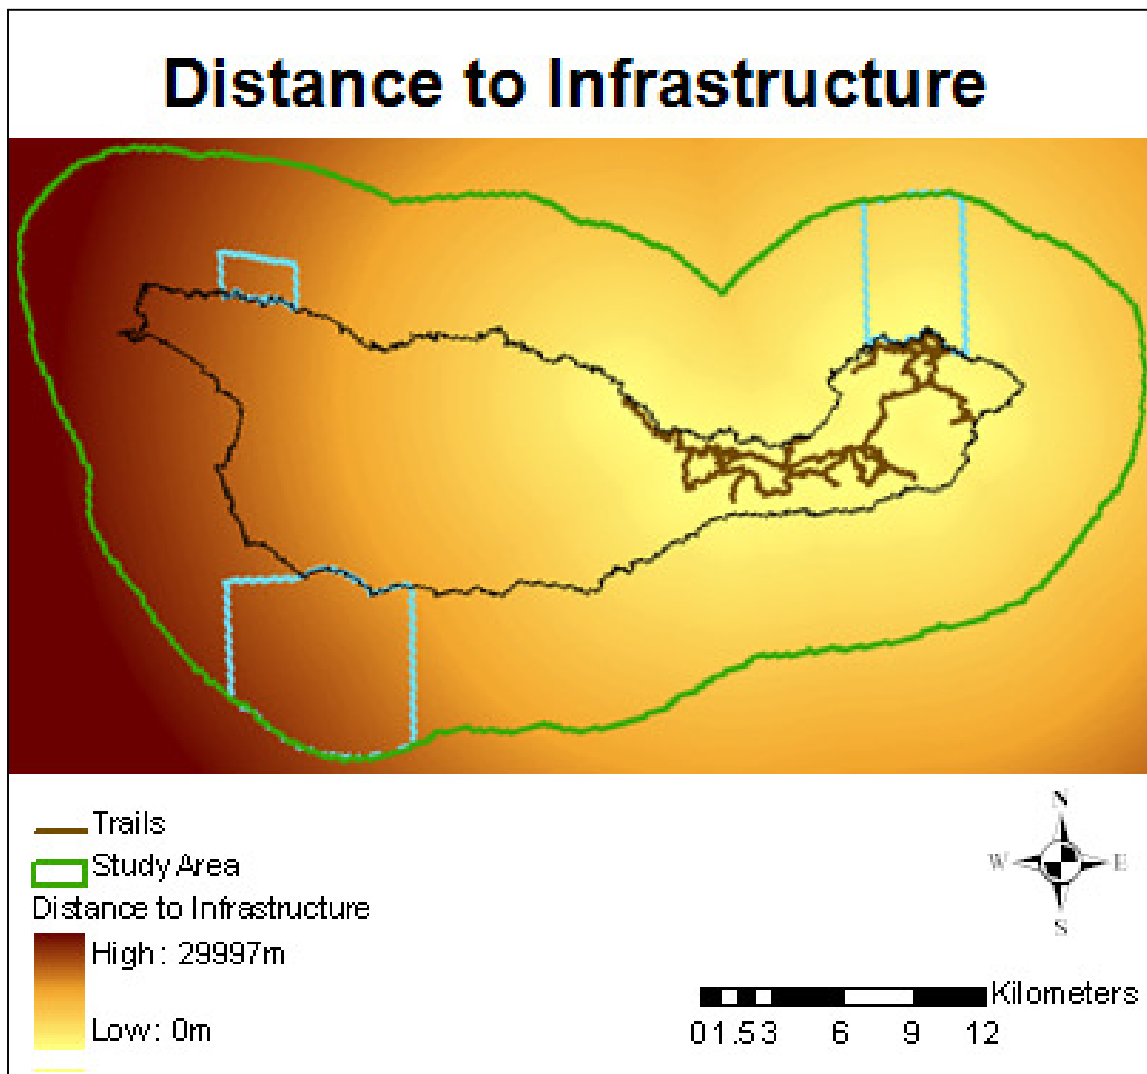 Distance to Infrastructure
Trails
Study Area
Distance to Infrastructure
High : 29997m
Low : 0m
N
W E
S
Kilometers
0 1.5 3 6 9 12